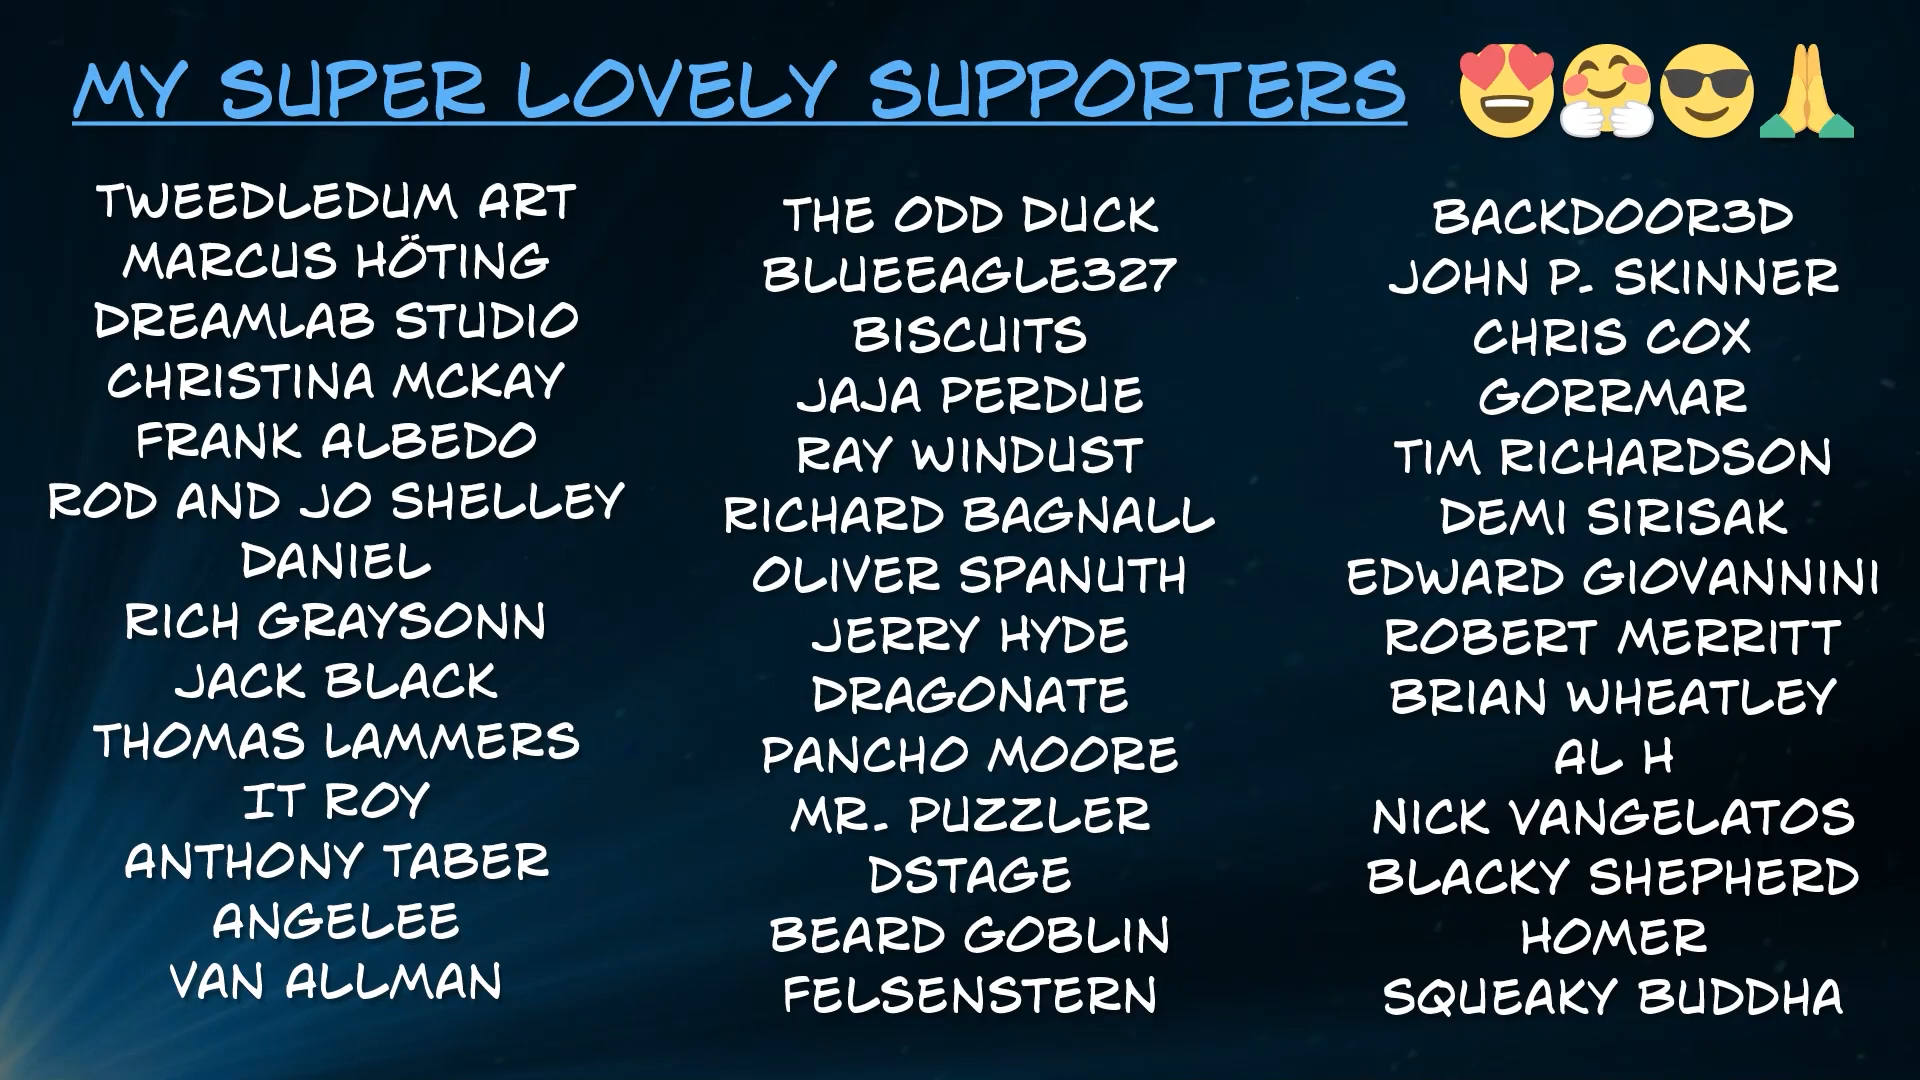 MY SUPER LOVELY SUPPORTERS 😍🤗😎🙏
TWEEDLEDUM ART
MARCUS HÖTING
DREAMLAB STUDIO
CHRISTINA MCKAY
FRANK ALBEDO
ROD AND JO SHELLEY
DANIEL
RICH GRAYSONN
JACK BLACK
THOMAS LAMMERS
IT ROY
ANTHONY TABER
ANGELEE
VAN ALLMAN
THE ODD DUCK
BLUEEAGLE327
BISCUITS
JAJA PERDUE
RAY WINDUST
RICHARD BAGNALL
OLIVER SPANUTH
JERRY HYDE
DRAGONATE
PANCHO MOORE
MR. PUZZLER
DSTAGE
BEARD GOBLIN
FELSENSTERN
BACKDOOR3D
JOHN P. SKINNER
CHRIS COX
GORRMAR
TIM RICHARDSON
DEMI SIRISAK
EDWARD GIOVANNINI
ROBERT MERRITT
BRIAN WHEATLEY
AL H
NICK VANGELATOS
BLACKY SHEPHERD
HOMER
SQUEAKY BUDDHA